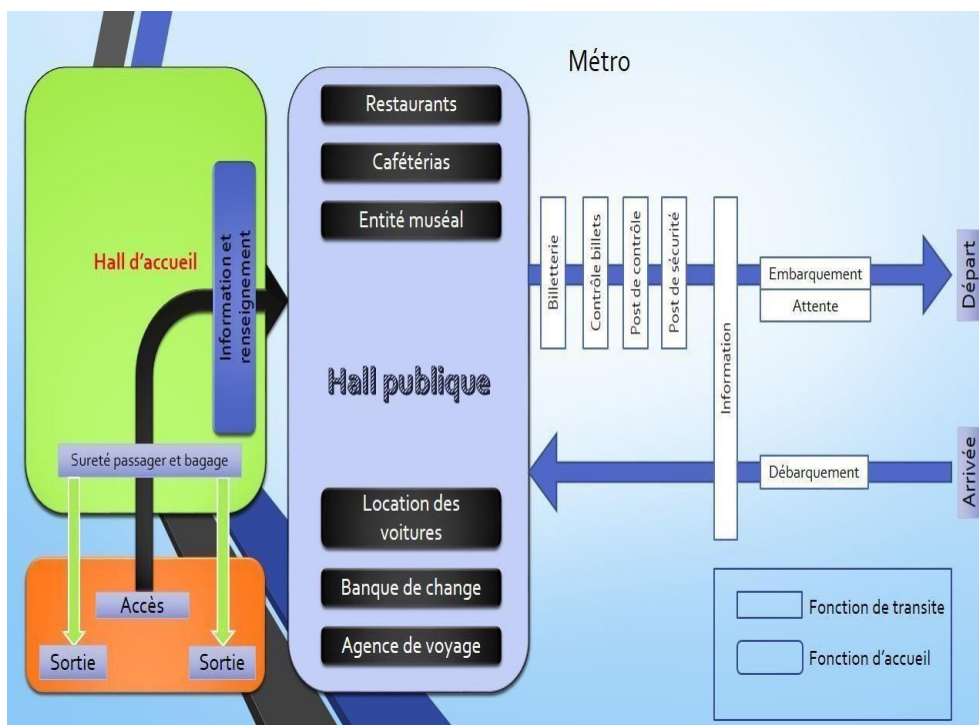 Métro
Restaurants
Cafétérias
Entité muséal
Hall d'accueil
Information et
renseignement
Hall publique
Billetterie
Contrôle billets
Post de contrôle
Post de sécurité
Information
Embarquement
Attente
Départ
Sureté passager et bagage
Débarquement
Arrivée
Location des
voitures
Banque de change
Agence de voyage
Accès
Sortie
Sortie
Fonction de transite
Fonction d'accueil